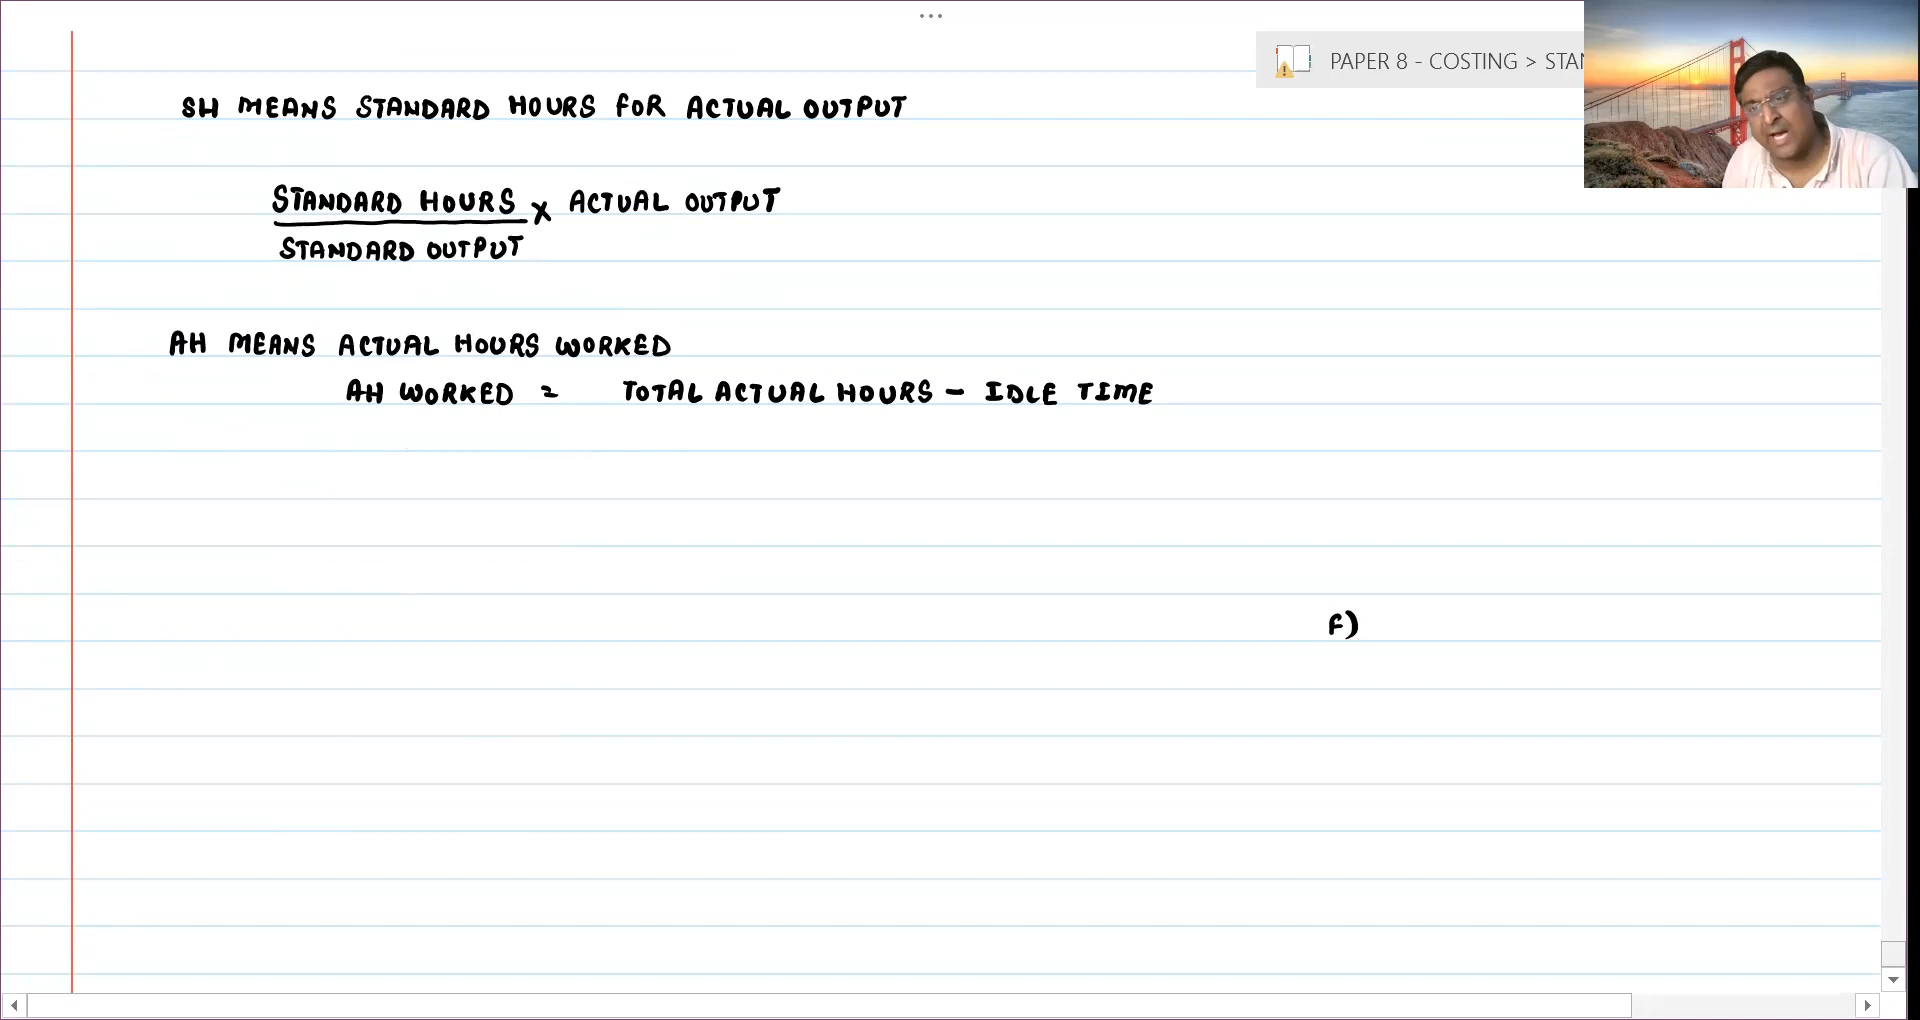 PAPER 8 - COSTING > STAN
SH MEANS STANDARD HOURS FOR ACTUAL OUTPUT
STANDARD HOURS X ACTUAL OUTPUT
STANDARD OUTPUT
AH MEANS ACTUAL HOURS WORKED
AH WORKED = TOTAL ACTUAL HOURS - IDLE TIME
F)